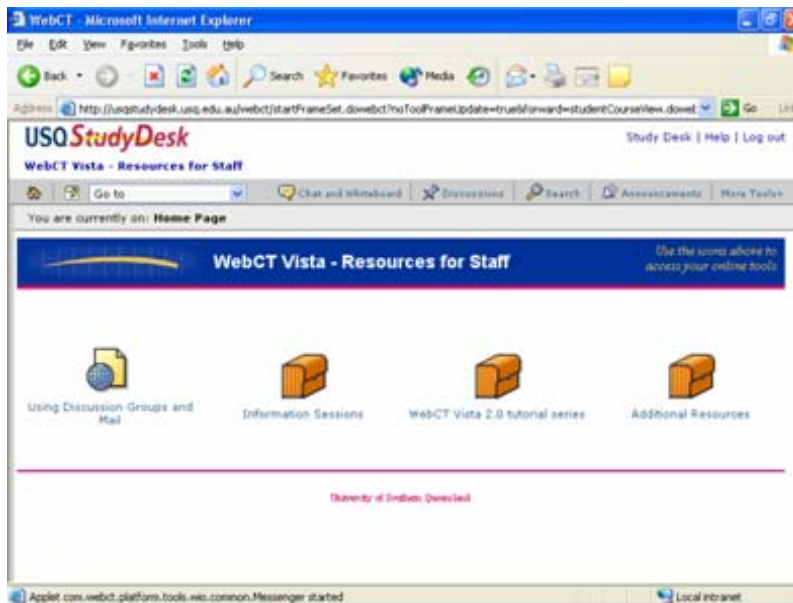 WebCT - Microsoft Internet Explorer
File Edit View Favorites Tools Help
Back Search Favorites Media
Address http://usqstudydesk.usq.edu.au/webct/startFrameSet.dowebct?noToolFrameUpdate=true&forward=studentCourseView.dowebt Go
USQStudyDesk
Study Desk | Help | Log out
WebCT Vista - Resources for Staff
Go to Chat and Whiteboard Discussions Search Announcements More Tools
You are currently on: Home Page
WebCT Vista - Resources for Staff
Use the icons above to
access your online tools
Using Discussion Groups and
Mail
Information Sessions
WebCT Vista 2.0 tutorial series
Additional Resources
University of Southern Queensland
Applet com.webct.platform.tools.wio.common.Messenger started Local intranet